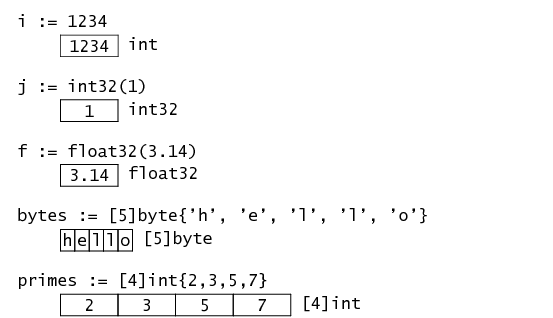 i := 1234
1234 int
j := int32(1)
1 int32
f := float32(3.14)
3.14 float32
bytes := [5]byte{'h', 'e', 'l', 'l', 'o'}
h e l l o [5]byte
primes := [4]int{2,3,5,7}
2 3 5 7 [4]int